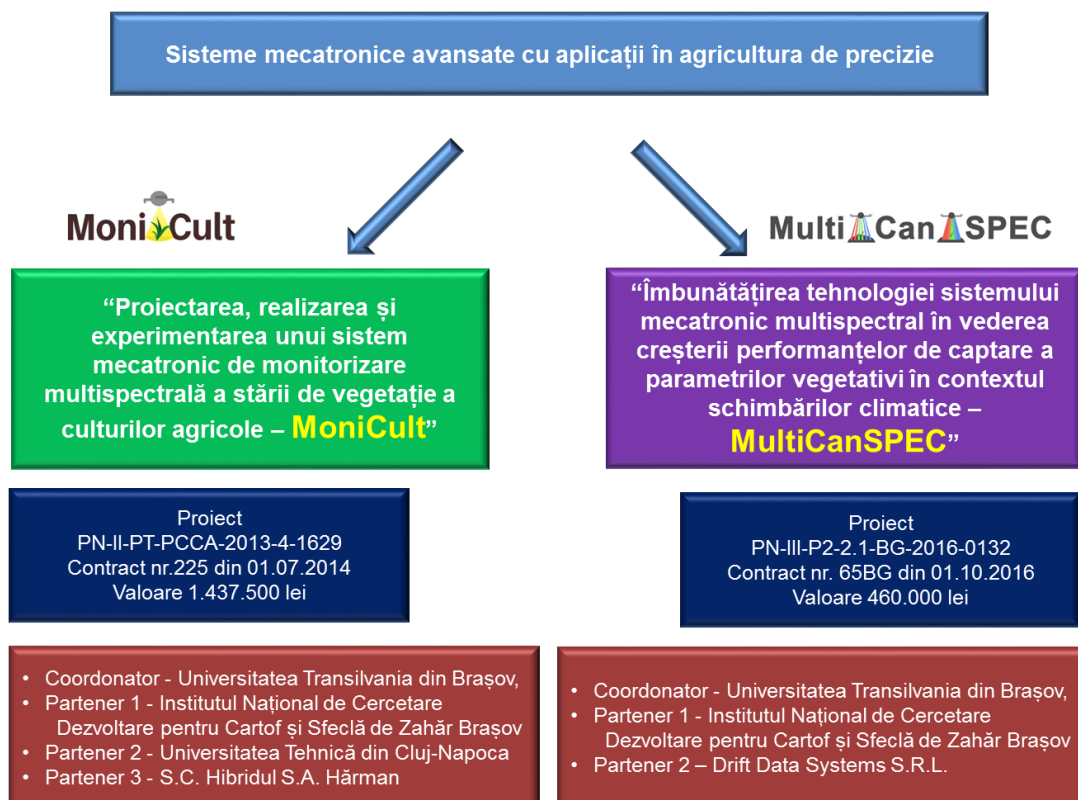 Sisteme mecatronice avansate cu aplicații în agricultura de precizie
MoniCult
“Proiectarea, realizarea și
experimentarea unui sistem
mecatronic de monitorizare
multispectrală a stării de vegetație a
culturilor agricole – MoniCult”
Proiect
PN-II-PT-PCCA-2013-4-1629
Contract nr.225 din 01.07.2014
Valoare 1.437.500 lei
• Coordonator - Universitatea Transilvania din Brașov,
• Partener 1 - Institutul Național de Cercetare
Dezvoltare pentru Cartof și Sfeclă de Zahăr Brașov
• Partener 2 - Universitatea Tehnică din Cluj-Napoca
• Partener 3 - S.C. Hibridul S.A. Hărman
Multi Can SPEC
“Îmbunătățirea tehnologiei sistemului
mecatronic multispectral în vederea
creșterii performanțelor de captare a
parametrilor vegetativi în contextul
schimbărilor climatice –
MultiCanSPEC”
Proiect
PN-III-P2-2.1-BG-2016-0132
Contract nr. 65BG din 01.10.2016
Valoare 460.000 lei
• Coordonator - Universitatea Transilvania din Brașov,
• Partener 1 - Institutul Național de Cercetare
Dezvoltare pentru Cartof și Sfeclă de Zahăr Brașov
• Partener 2 – Drift Data Systems S.R.L.